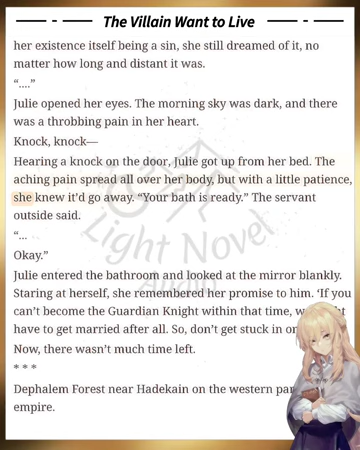 The Villain Want to Live
her existence itself being a sin, she still dreamed of it, no
matter how long and distant it was.
“....”
Julie opened her eyes. The morning sky was dark, and there
was a throbbing pain in her heart.
Knock, knock—
Hearing a knock on the door, Julie got up from her bed. The
aching pain spread all over her body, but with a little patience,
she knew it’d go away. “Your bath is ready.” The servant
outside said.
“...
Okay.”
Julie entered the bathroom and looked at the mirror blankly.
Staring at herself, she remembered her promise to him. ‘If you
can’t become the Guardian Knight within that time, w
have to get married after all. So, don’t get stuck in
Now, there wasn’t much time left.
* * *
Dephalem Forest near Hadekain on the western
empire.
Light Novel
Audio